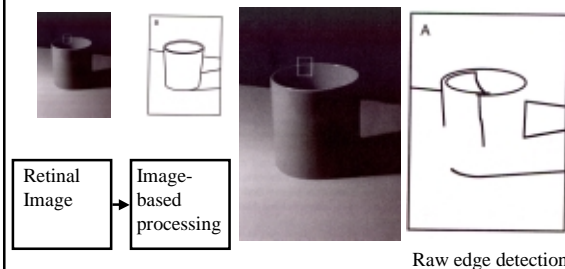 A
Retinal
Image
Image-
based
processing
Raw edge detection